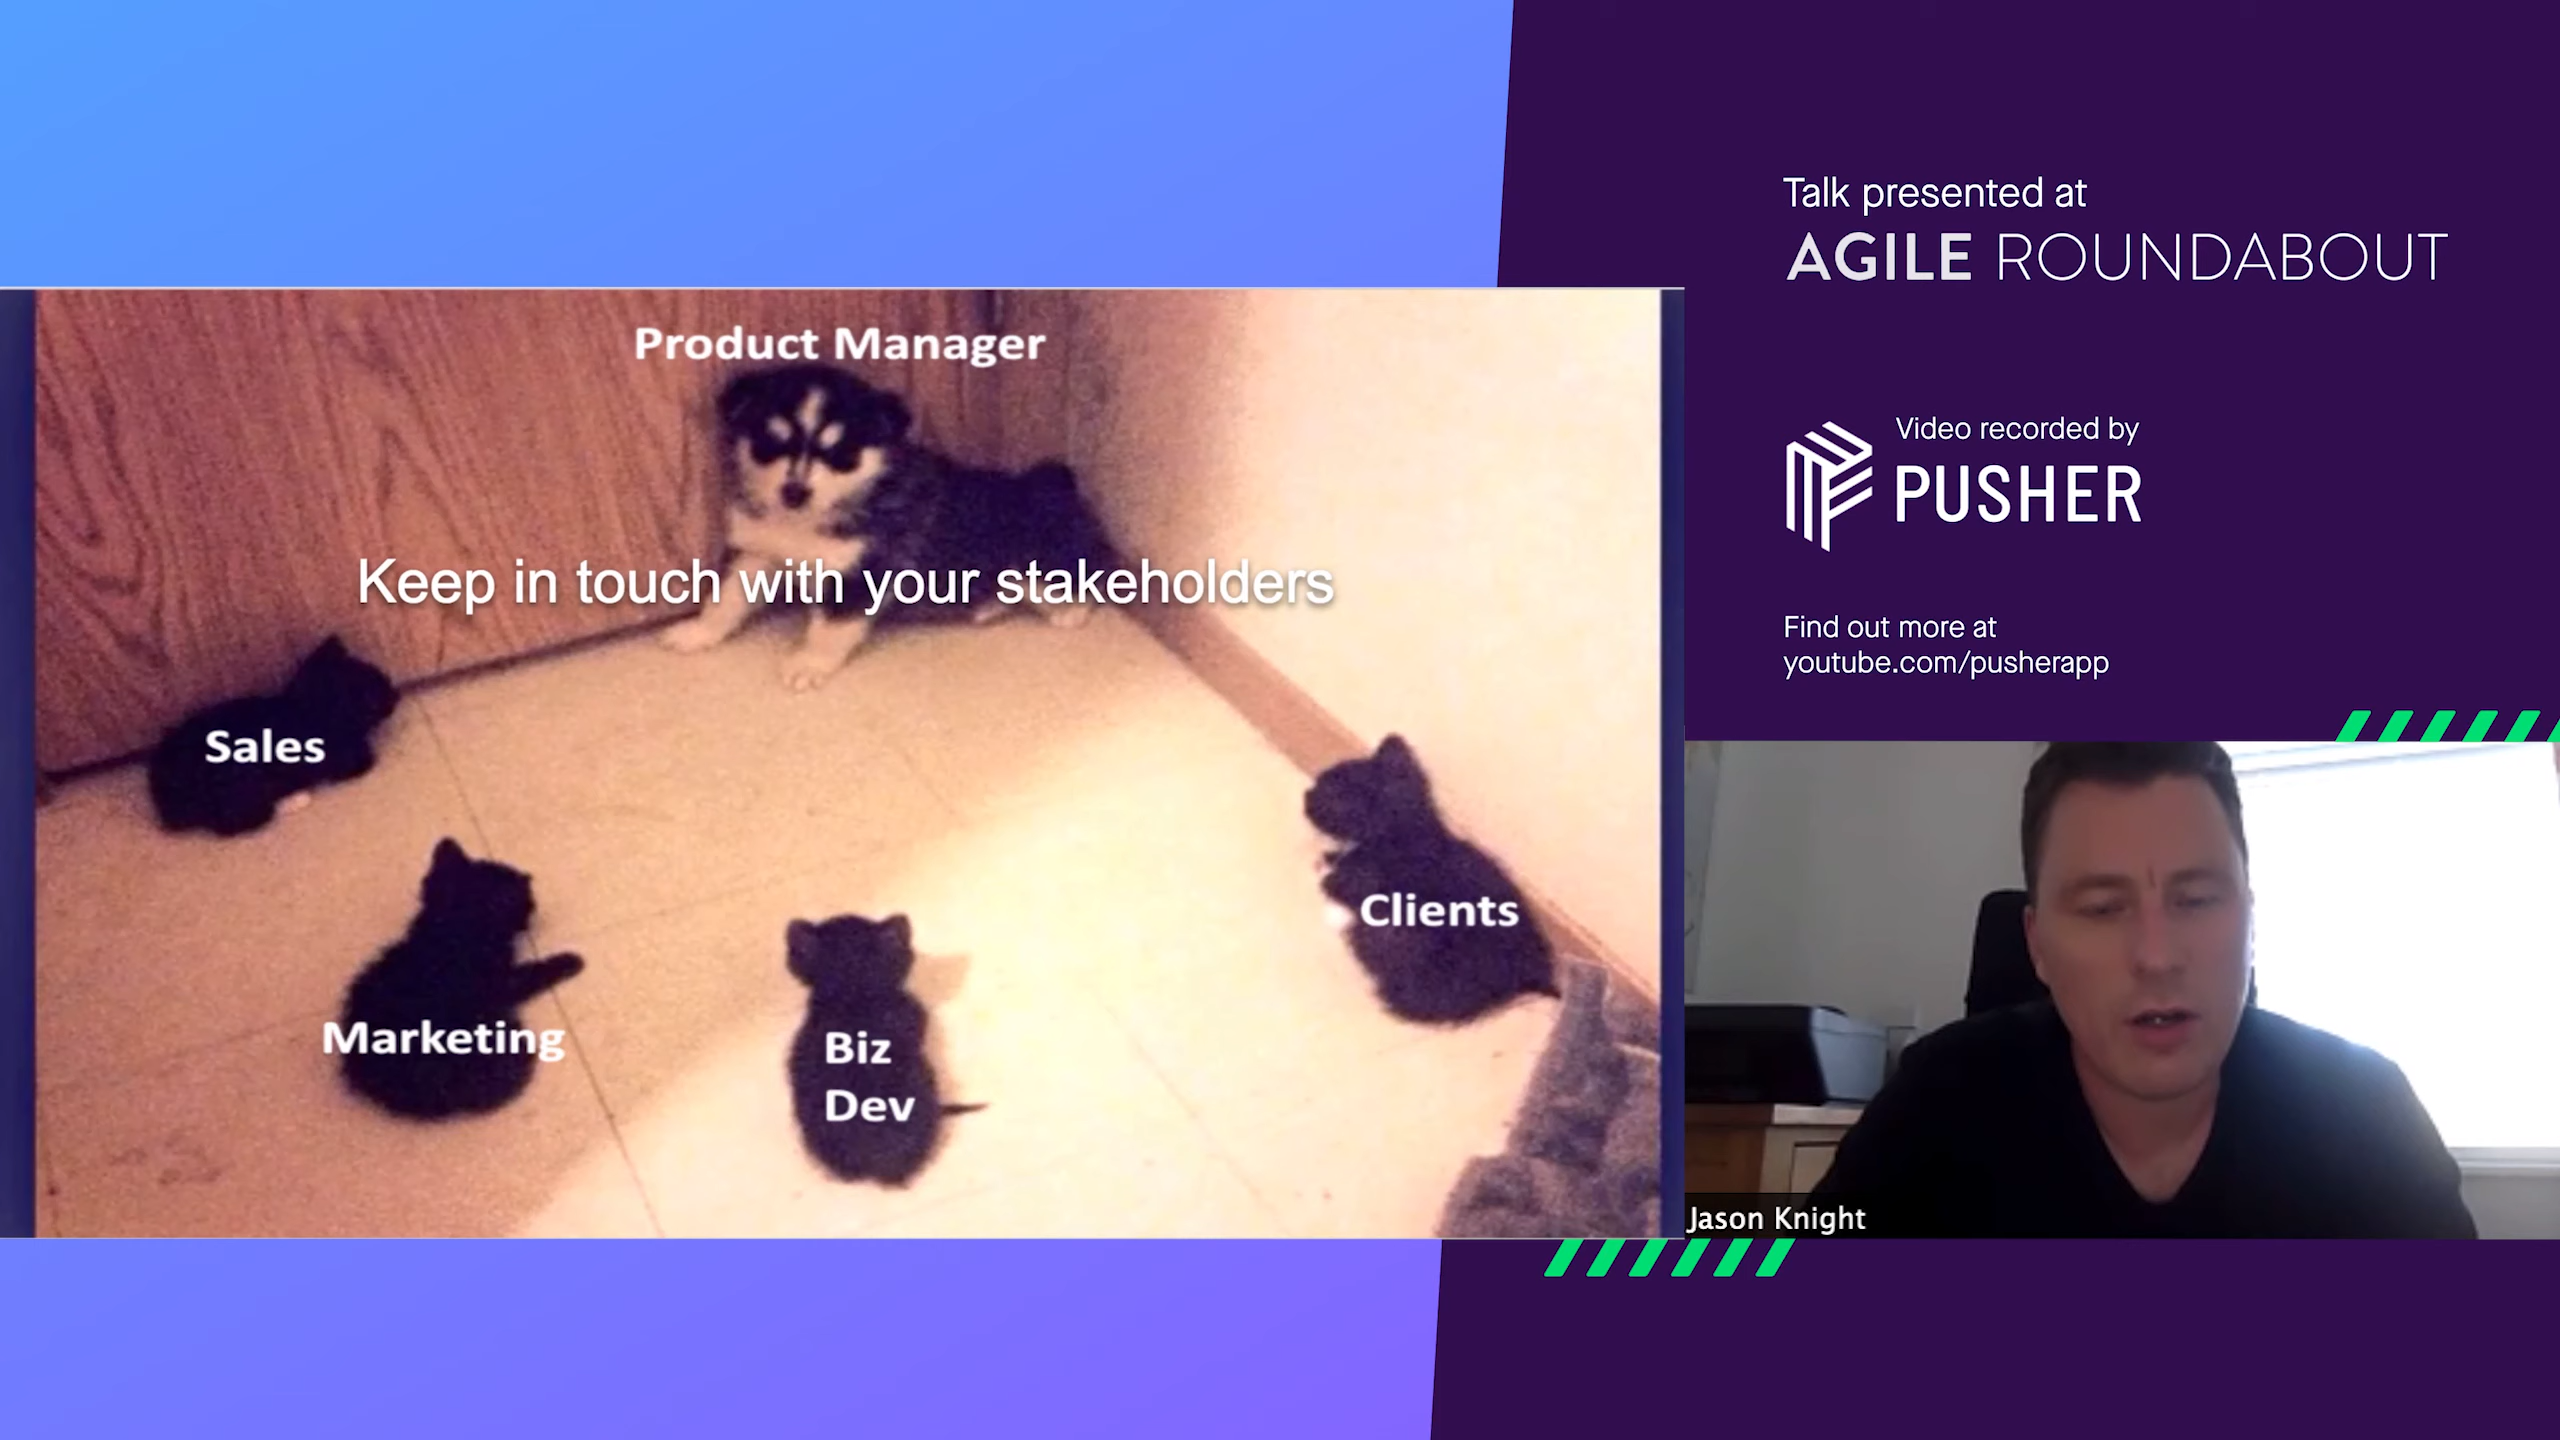 Product Manager
Keep in touch with your stakeholders
Sales
Clients
Marketing
Biz
Dev
Talk presented at
AGILE ROUNDABOUT
Video recorded by
PUSHER
Find out more at
youtube.com/pusherapp
Jason Knight